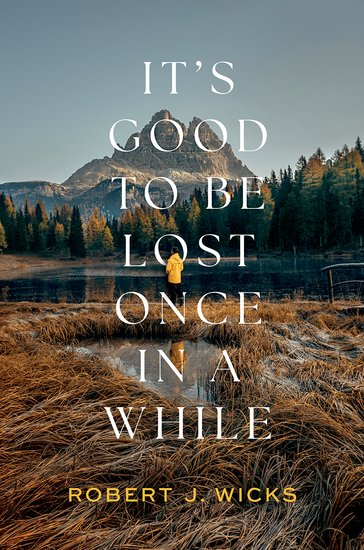 IT'S
GOOD
TO BE
LOST
ONCE
IN A
WHILE
ROBERT J. WICKS